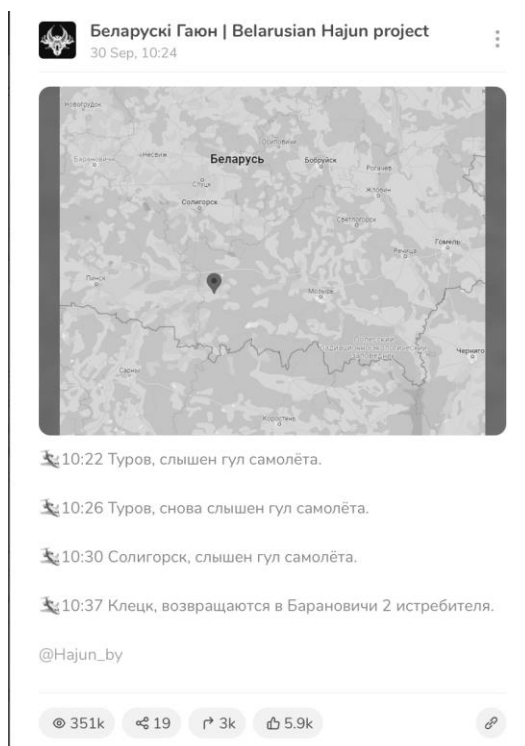 Беларускі Гаюн | Belarusian Hajun project
30 Sep, 10:24
Новогрудок
Осиповичи
Барановичи
Несвиж
Беларусь
Бобруйск
Рогачев
Слуцк
Жлобин
Солигорск
Светлогорск
Речица
Гомель
Пинск
Мозырь
Чернигов
Сарны
Коростень
10:22 Туров, слышен гул самолёта.
10:26 Туров, снова слышен гул самолёта.
10:30 Солигорск, слышен гул самолёта.
10:37 Клецк, возвращаются в Барановичи 2 истребителя.
@Hajun_by
351k 19 3k 5.9k